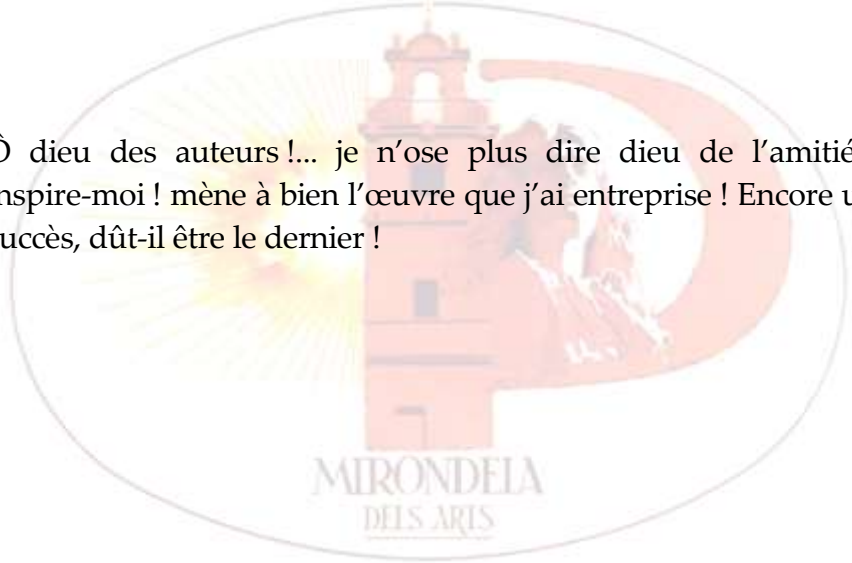 Ô dieu des auteurs !... je n’ose plus dire dieu de l’amitié
nspire-moi ! mène à bien l’œuvre que j’ai entreprise ! Encore u
uccès, dût-il être le dernier !
MIRONDELA
DELS ARTS